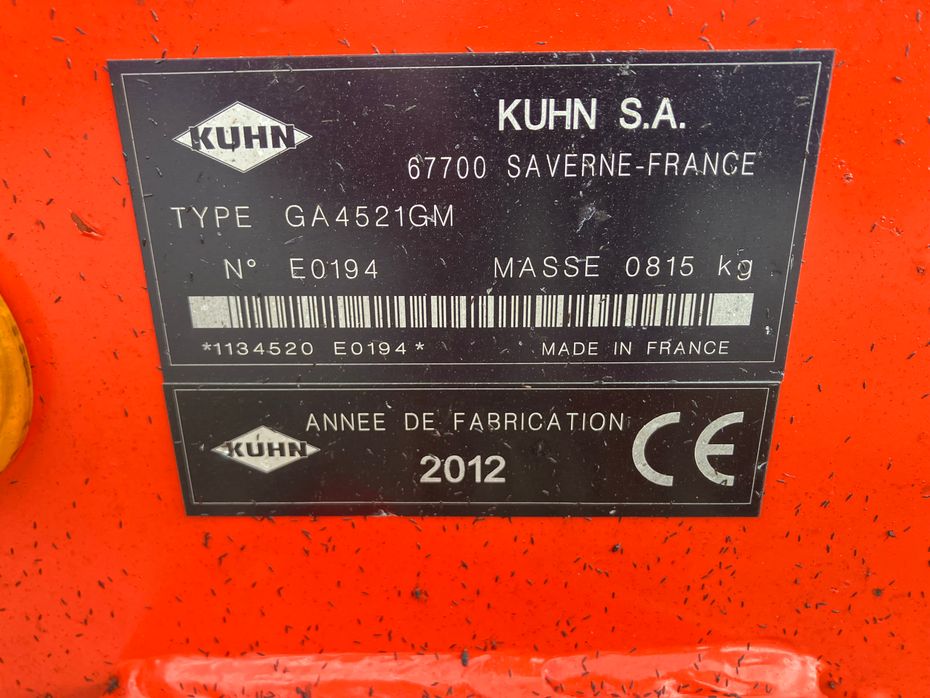 KUHN
KUHN S.A.
67700 SAVERNE-FRANCE
TYPE GA4521GM
N° E0194 MASSE 0815 kg
*1134520 E0194* MADE IN FRANCE
KUHN
ANNEE DE FABRICATION
2012
CE